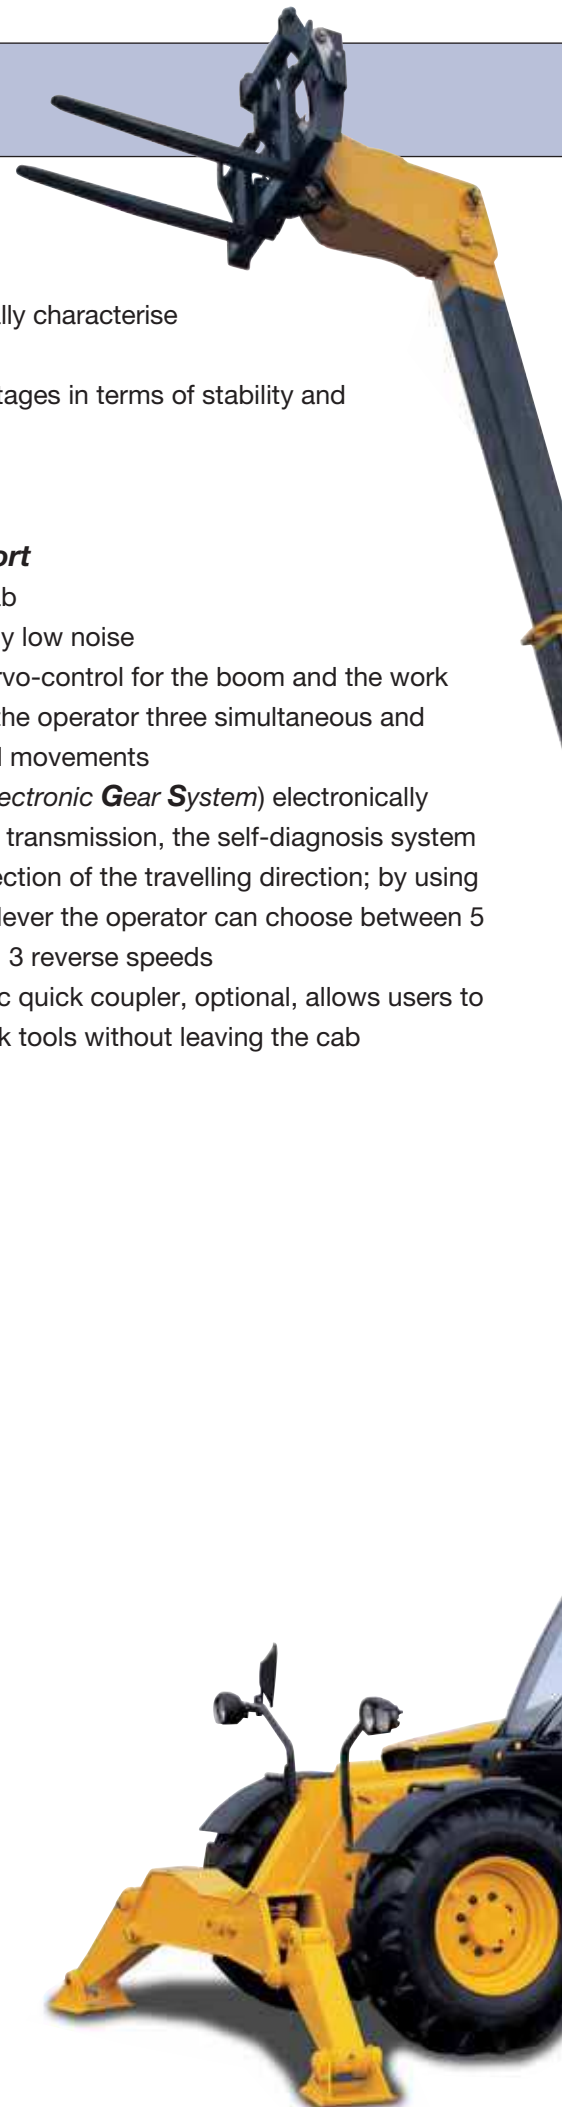 lly characterise
tages in terms of stability and
ort
ab
y low noise
rvo-control for the boom and the work
the operator three simultaneous and
l movements
ectronic Gear System) electronically
transmission, the self-diagnosis system
ection of the travelling direction; by using
lever the operator can choose between 5
3 reverse speeds
c quick coupler, optional, allows users to
k tools without leaving the cab